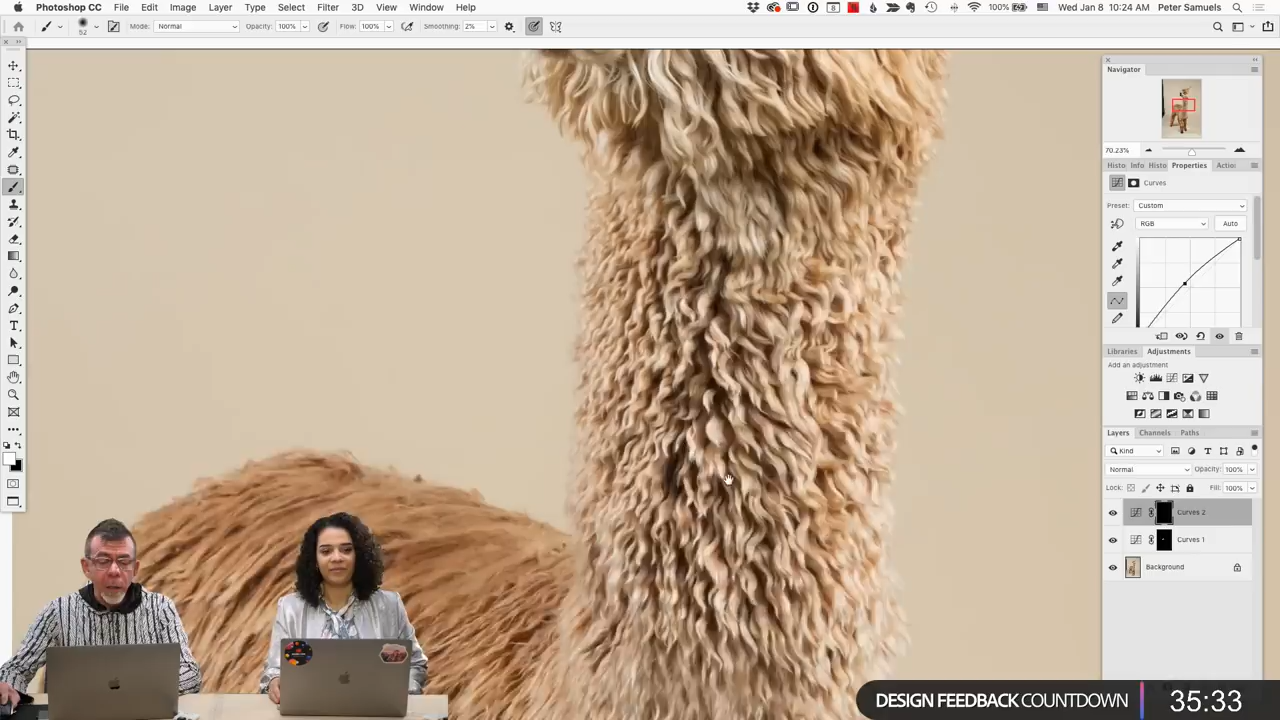 Photoshop CC File Edit Image Layer Type Select Filter 3D View Window Help
100% Wed Jan 8 10:24 AM Peter Samuels
52 Mode: Normal Opacity: 100% Flow: 100% Smoothing: 2%
Navigator
70.23%
Histo Info Histo Properties Actio
Curves
Preset: Custom
RGB Auto
Libraries Adjustments
Add an adjustment
Layers Channels Paths
Kind
Normal Opacity: 100%
Lock: Fill: 100%
Curves 2
Curves 1
Background
DESIGN FEEDBACK COUNTDOWN 35:33